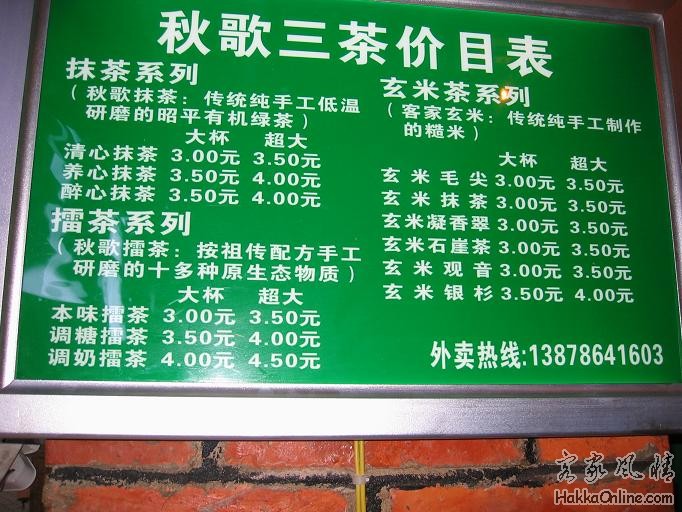 秋歌三茶价目表
抹茶系列
（秋歌抹茶：传统纯手工低温
研磨的昭平有机绿茶）
大杯 超大
清心抹茶 3.00元 3.50元
养心抹茶 3.50元 4.00元
醉心抹茶 3.50元 4.00元
擂茶系列
（秋歌擂茶：按祖传配方手工
研磨的十多种原生态物质）
大杯 超大
本味擂茶 3.00元 3.50元
调糖擂茶 3.50元 4.00元
调奶擂茶 4.00元 4.50元
玄米茶系列
（客家玄米：传统纯手工制作
的糙米）
大杯 超大
玄米毛尖 3.00元 3.50元
玄米抹茶 3.00元 3.50元
玄米凝香翠 3.00元 3.50元
玄米石崖茶 3.00元 3.50元
玄米观音 3.00元 3.50元
玄米银杉 3.50元 4.00元
外卖热线:13878641603
客家风情
HakkaOnline.com